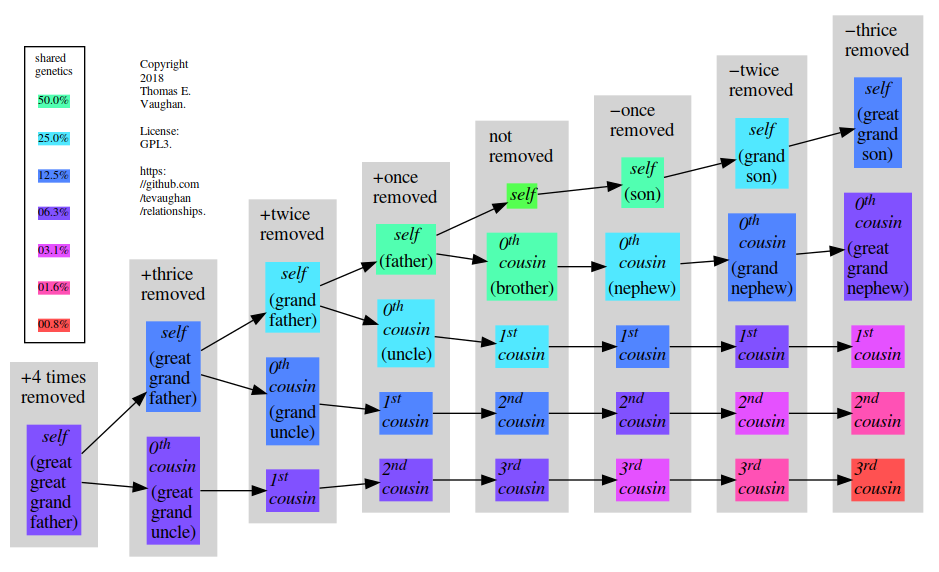 shared
genetics
50.0%
25.0%
12.5%
06.3%
03.1%
01.6%
00.8%
Copyright
2018
Thomas E.
Vaughan.
License:
GPL3.
https:
//github.com
/tevaughan
/relationships.
+4 times
removed
self
(great
great
grand
father)
+thrice
removed
self
(great
grand
father)
0th
cousin
(great
grand
uncle)
+twice
removed
self
(grand
father)
0th
cousin
(grand
uncle)
1st
cousin
+once
removed
self
(father)
0th
cousin
(uncle)
1st
cousin
2nd
cousin
not
removed
self
0th
cousin
(brother)
1st
cousin
2nd
cousin
3rd
cousin
−once
removed
self
(son)
0th
cousin
(nephew)
1st
cousin
2nd
cousin
3rd
cousin
−twice
removed
self
(grand
son)
0th
cousin
(grand
nephew)
1st
cousin
2nd
cousin
3rd
cousin
−thrice
removed
self
(great
grand
son)
0th
cousin
(great
grand
nephew)
1st
cousin
2nd
cousin
3rd
cousin